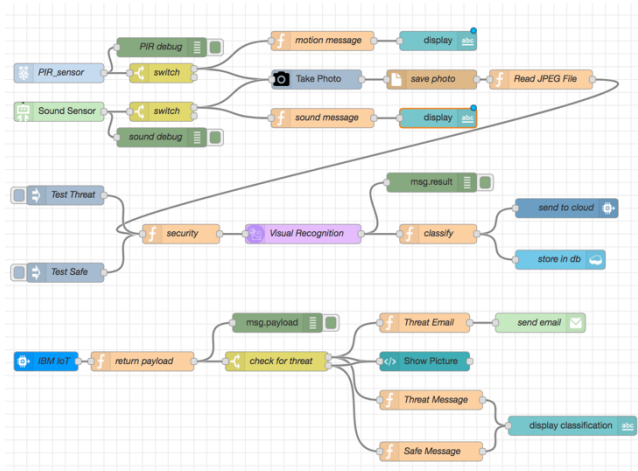 PIR debug
motion message
display abc
PIR_sensor
switch
Take Photo
save photo
Read JPEG File
Sound Sensor
switch
sound message
display abc
sound debug
msg.result
Test Threat
send to cloud
security
Visual Recognition
classify
store in db
Test Safe
msg.payload
Threat Email
send email
IBM IoT
return payload
check for threat
Show Picture
Threat Message
display classification abc
Safe Message